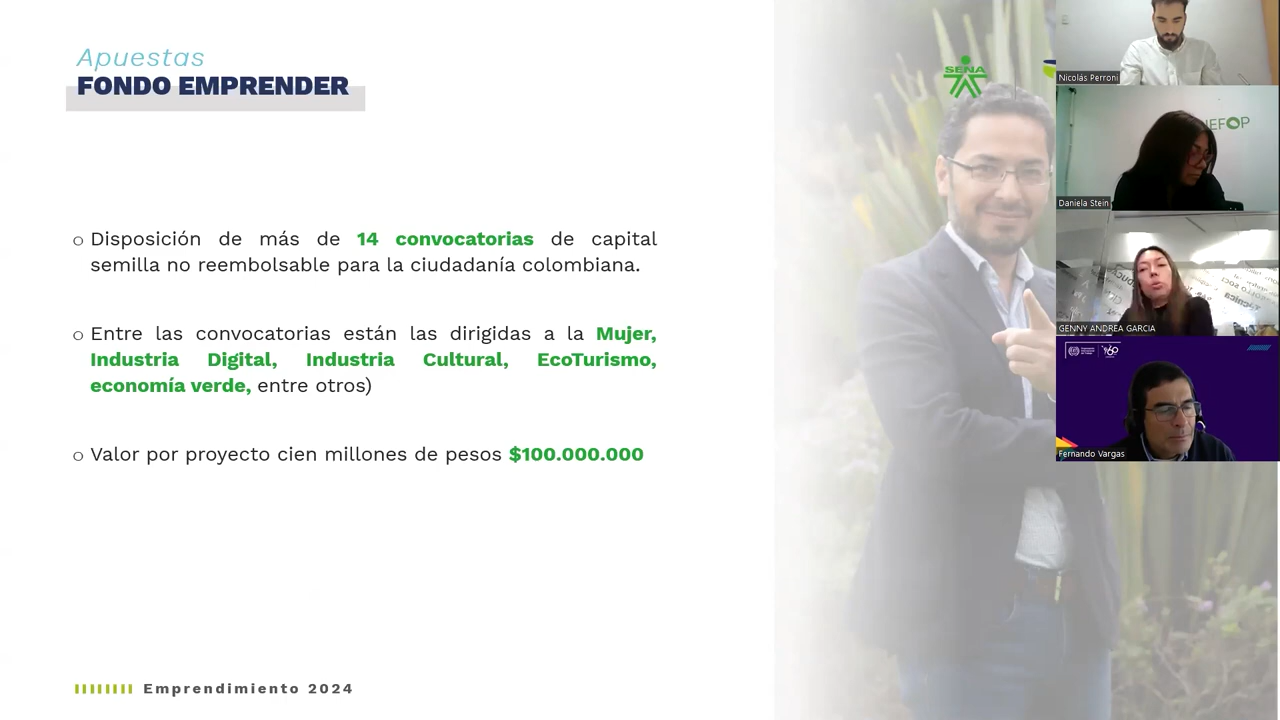 Apuestas
FONDO EMPRENDER
SENA
○ Disposición de más de 14 convocatorias de capital
semilla no reembolsable para la ciudadanía colombiana.
○ Entre las convocatorias están las dirigidas a la Mujer,
Industria Digital, Industria Cultural, EcoTurismo,
economía verde, entre otros)
○ Valor por proyecto cien millones de pesos $100.000.000
Emprendimiento 2024
Nicolás Perroni
EFOP
Daniela Stein
GENNY ANDREA GARCIA
60
Fernando Vargas